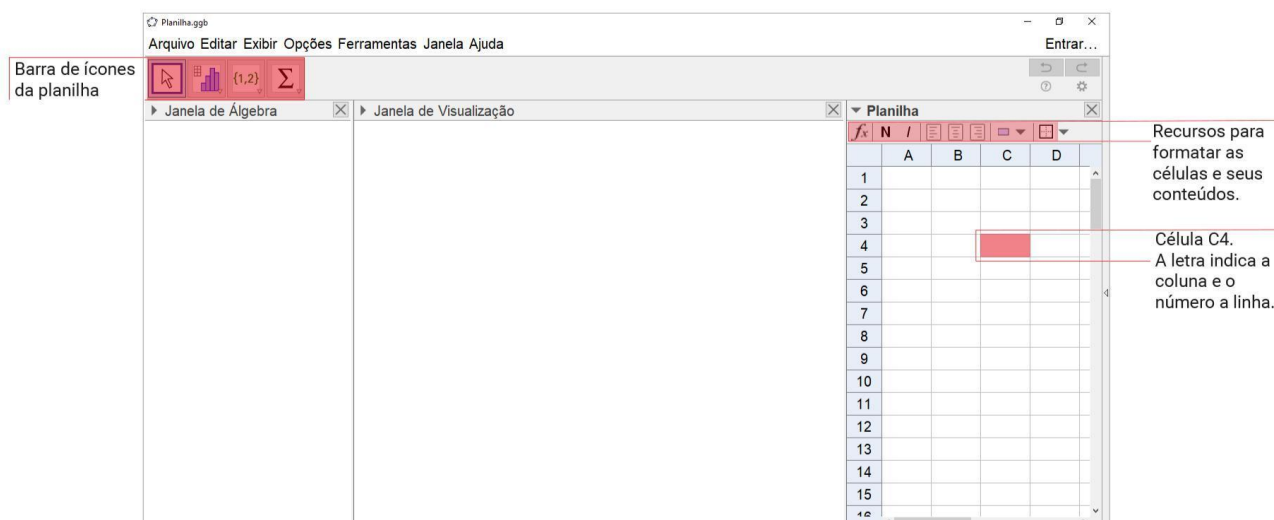 Planilha.ggb
Arquivo Editar Exibir Opções Ferramentas Janela Ajuda
Entrar...
Barra de ícones
da planilha
{1,2}
Σ
Janela de Álgebra
Janela de Visualização
Planilha
fx N I
A B C D
1
2
3
4
5
6
7
8
9
10
11
12
13
14
15
16
Recursos para
formatar as
células e seus
conteúdos.
Célula C4.
A letra indica a
coluna e o
número a linha.